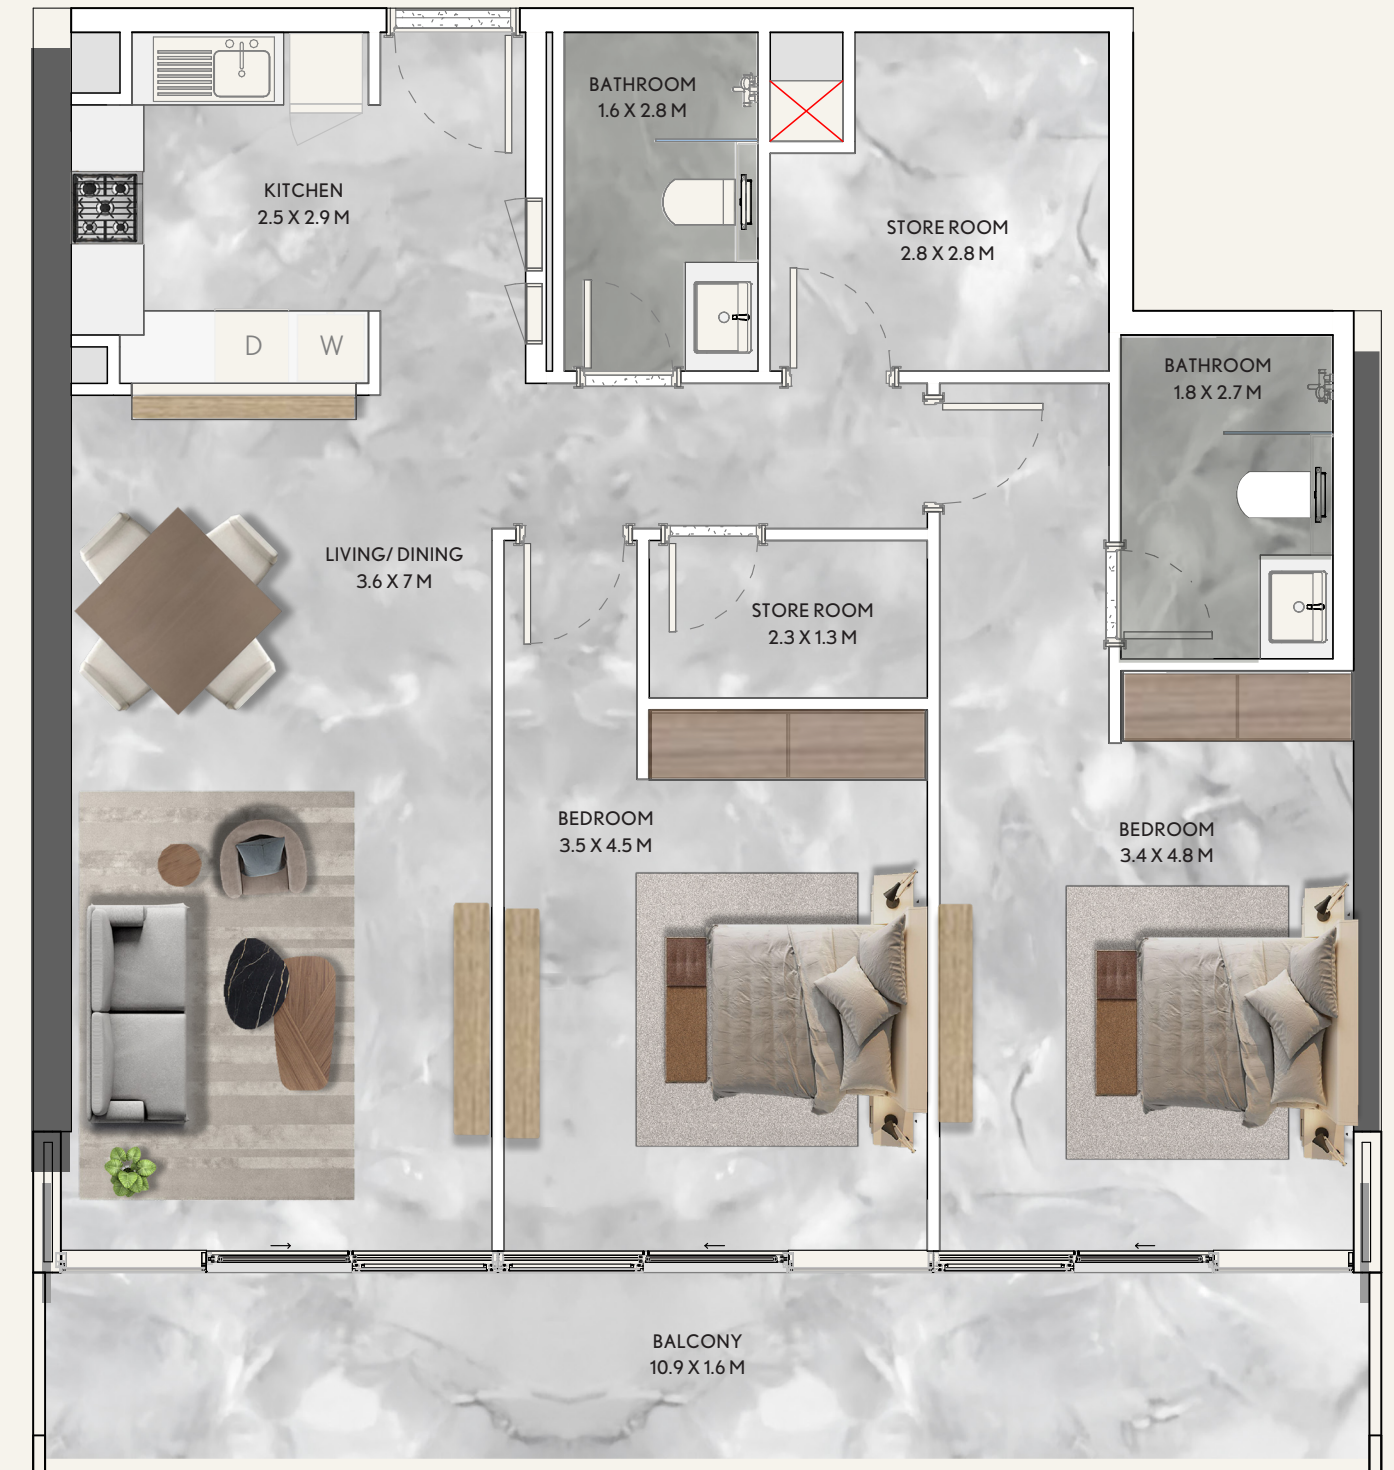 BATHROOM
1.6 X 2.8 M
KITCHEN
2.5 X 2.9 M
STORE ROOM
2.8 X 2.8 M
D W
BATHROOM
1.8 X 2.7 M
LIVING/ DINING
3.6 X 7 M
STORE ROOM
2.3 X 1.3 M
BEDROOM
3.5 X 4.5 M
BEDROOM
3.4 X 4.8 M
BALCONY
10.9 X 1.6 M